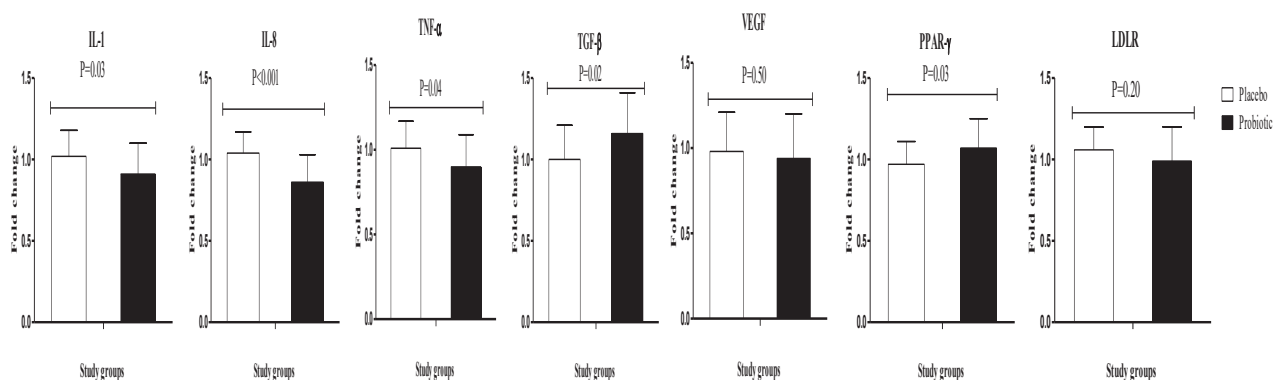 IL-1
P=0.03
1.5
1.0
0.5
0.0
Fold change
Study groups
IL-8
P<0.001
1.5
1.0
0.5
0.0
Fold change
Study groups
TNF-α
P=0.04
1.5
1.0
0.5
0.0
Fold change
Study groups
TGF-β
P=0.02
1.5
1.0
0.5
0.0
Fold change
Study groups
VEGF
P=0.50
1.5
1.0
0.5
0.0
Fold change
Study groups
PPAR-γ
P=0.03
1.5
1.0
0.5
0.0
Fold change
Study groups
LDLR
P=0.20
1.5
1.0
0.5
0.0
Fold change
Study groups
Placebo
Probiotic